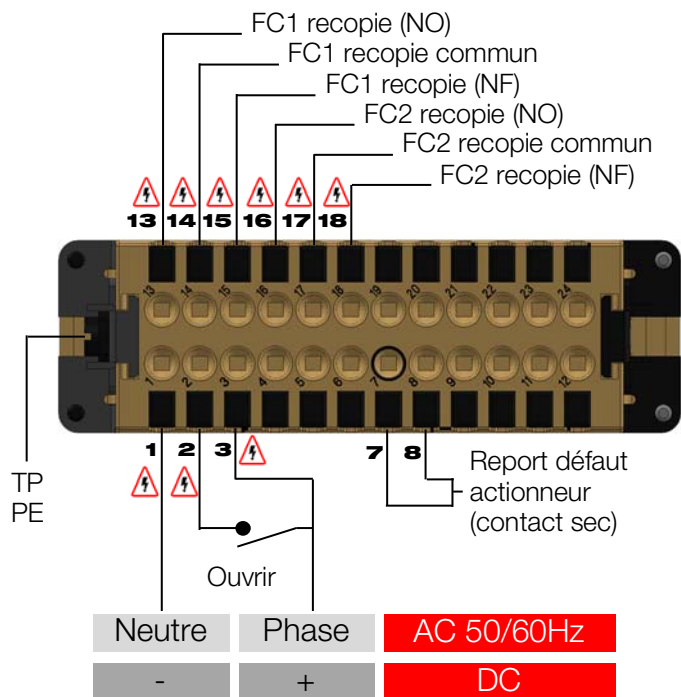 FC1 recopie (NO)
FC1 recopie commun
FC1 recopie (NF)
FC2 recopie (NO)
FC2 recopie commun
FC2 recopie (NF)
13 14 15 16 17 18
13 14 15 16 17 18 19 20 21 22 23 24
1 2 3 4 5 6 7 8 9 10 11 12
1 2 3 7 8
TP
PE
Report défaut
actionneur
(contact sec)
Ouvrir
Neutre Phase AC 50/60Hz
- + DC